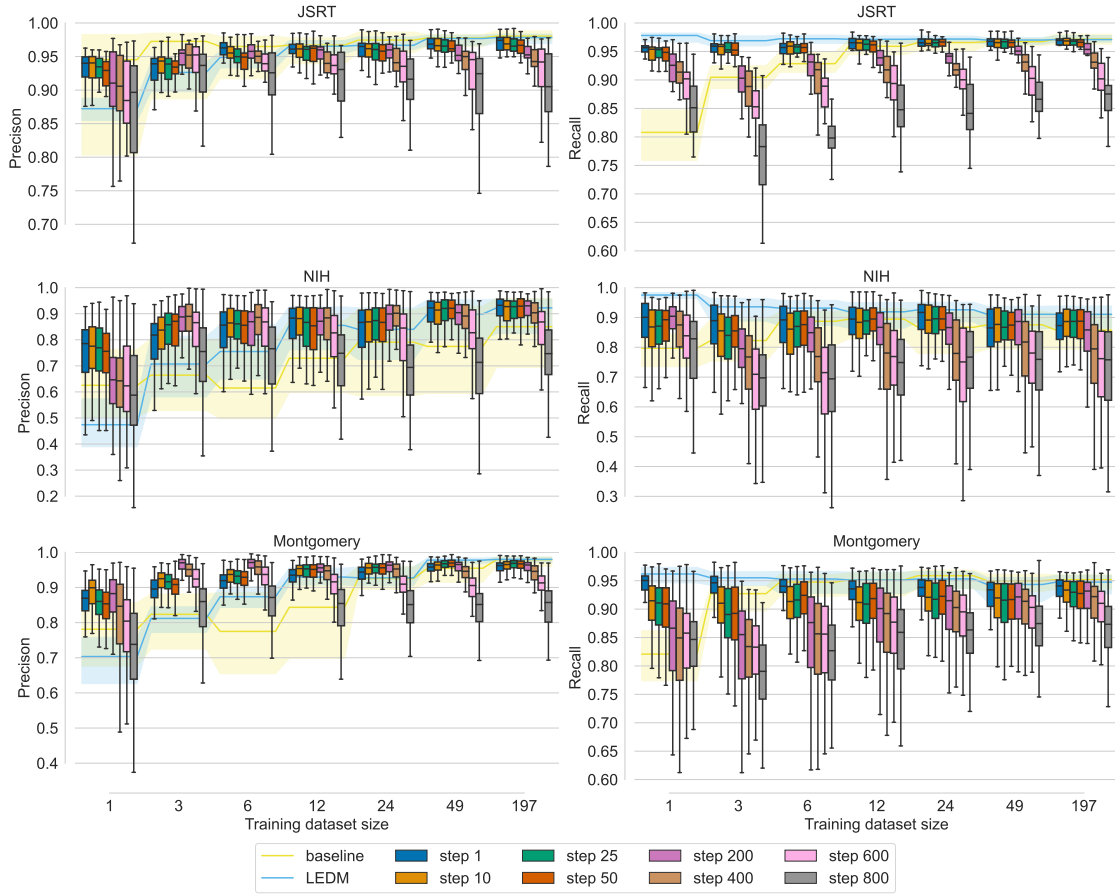 JSRT
JSRT
Precison
1.00
0.95
0.90
0.85
0.80
0.75
0.70
Recall
1.00
0.95
0.90
0.85
0.80
0.75
0.70
0.65
0.60
NIH
NIH
Precison
1.0
0.9
0.8
0.7
0.6
0.5
0.4
0.3
0.2
Recall
1.0
0.9
0.8
0.7
0.6
0.5
0.4
0.3
Montgomery
Montgomery
Precison
1.0
0.9
0.8
0.7
0.6
0.5
0.4
Recall
1.00
0.95
0.90
0.85
0.80
0.75
0.70
0.65
0.60
1 3 6 12 24 49 197
1 3 6 12 24 49 197
Training dataset size
Training dataset size
baseline step 1 step 25 step 200 step 600
LEDM step 10 step 50 step 400 step 800